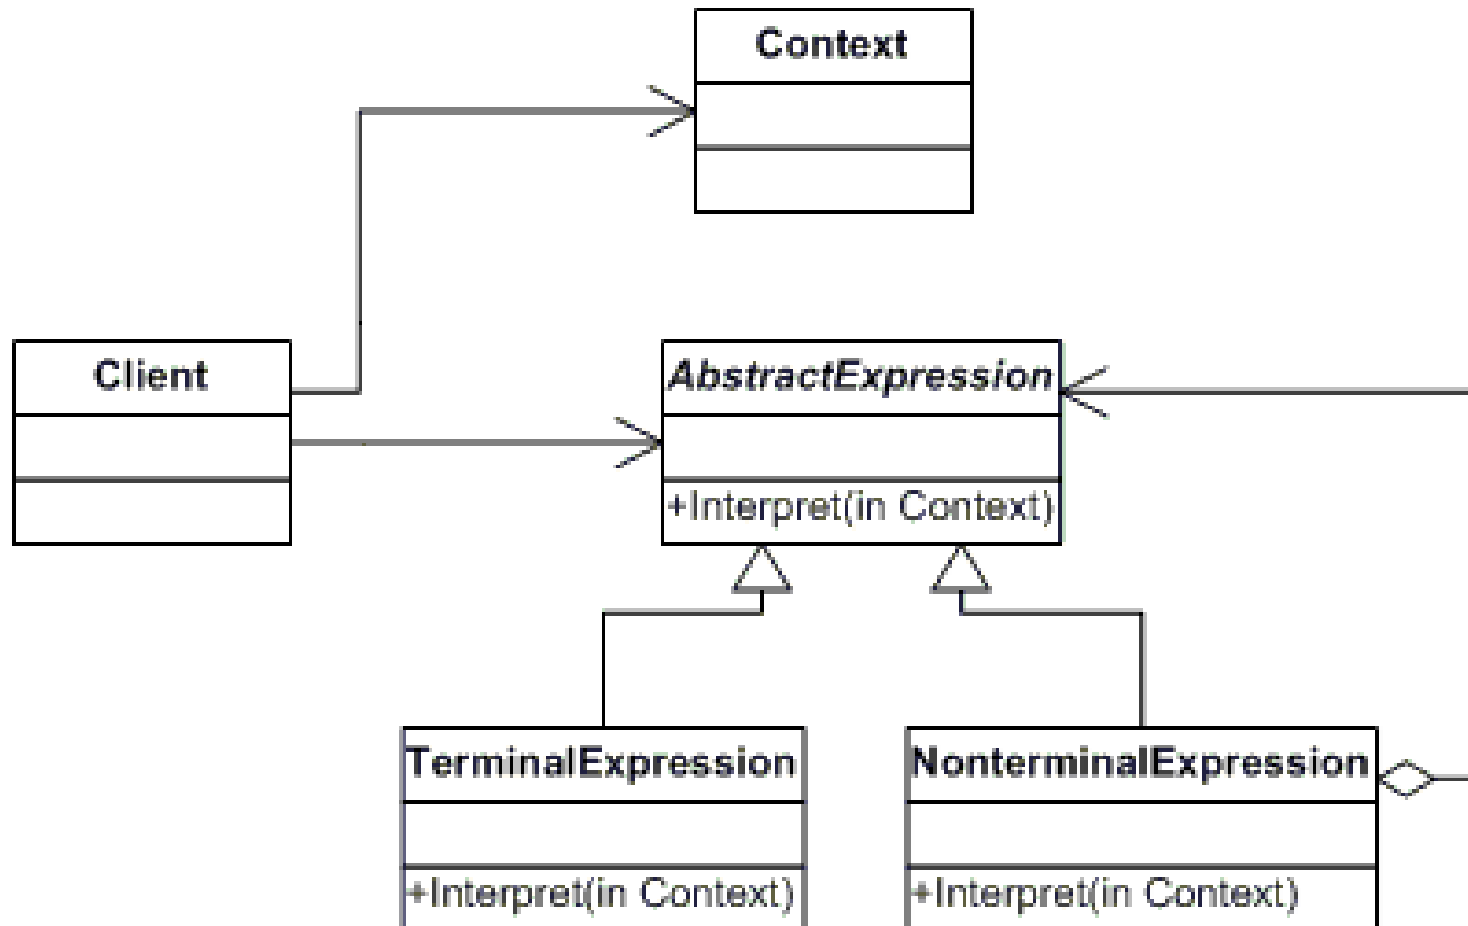 Context
Client
AbstractExpression
+Interpret(in Context)
TerminalExpression
+Interpret(in Context)
NonterminalExpression
+Interpret(in Context)